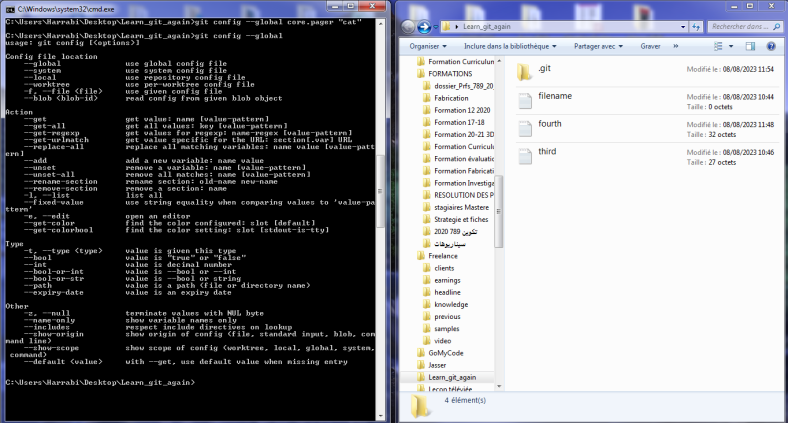 C:\Windows\system32\cmd.exe
C:\Users\Harrabi\Desktop\Learn_git_again>git config --global core.pager "cat"
C:\Users\Harrabi\Desktop\Learn_git_again>git config --global
usage: git config [<options>]
Config file location
--global use global config file
--system use system config file
--local use repository config file
--worktree use per-worktree config file
-f, --file <file> use given config file
--blob <blob-id> read config from given blob object
Action
--get get value: name [value-pattern]
--get-all get all values: key [value-pattern]
--get-regexp get values for regexp: name-regex [value-pattern]
--get-urlmatch get value specific for the URL: section[.var] URL
--replace-all replace all matching variables: name value [value-patt
ern]
--add add a new variable: name value
--unset remove a variable: name [value-pattern]
--unset-all remove all matches: name [value-pattern]
--rename-section rename section: old-name new-name
--remove-section remove a section: name
-l, --list list all
--fixed-value use string equality when comparing values to 'value-pa
ttern'
-e, --edit open an editor
--get-color find the color configured: slot [default]
--get-colorbool find the color setting: slot [stdout-is-tty]
Type
-t, --type <type> value is given this type
--bool value is "true" or "false"
--int value is decimal number
--bool-or-int value is --bool or --int
--bool-or-str value is --bool or string
--path value is a path (file or directory name)
--expiry-date value is an expiry date
Other
-z, --null terminate values with NUL byte
--name-only show variable names only
--includes respect include directives on lookup
--show-origin show origin of config (file, standard input, blob, com
mand line)
--show-scope show scope of config (worktree, local, global, system,
command)
--default <value> with --get, use default value when missing entry
C:\Users\Harrabi\Desktop\Learn_git_again>
Learn_git_again
Rechercher dans...
Organiser
Inclure dans la bibliothèque
Partager avec
Graver
»
Formation Curriculum
FORMATIONS
dossier_Prfs_789_20
Fabrication
Formation 12 2020
Formation 17-18
Formation 20-21 3D
Formation Curricul
Formation évaluatio
Formation Fabricati
Formation Investiga
RESOLUTION DES P
stagiaires Mastere
Strategie et fiches
تكوين 789 2020
سيناريوهات
Freelance
clients
earnings
headline
knowledge
previous
samples
video
GoMyCode
Jasser
Learn_git_again
Leçon téléviée
.git
Modifié le : 08/08/2023 11:54
filename
Modifié le : 08/08/2023 10:44
Taille : 0 octets
fourth
Modifié le : 08/08/2023 11:48
Taille : 32 octets
third
Modifié le : 08/08/2023 10:46
Taille : 27 octets
4 élément(s)